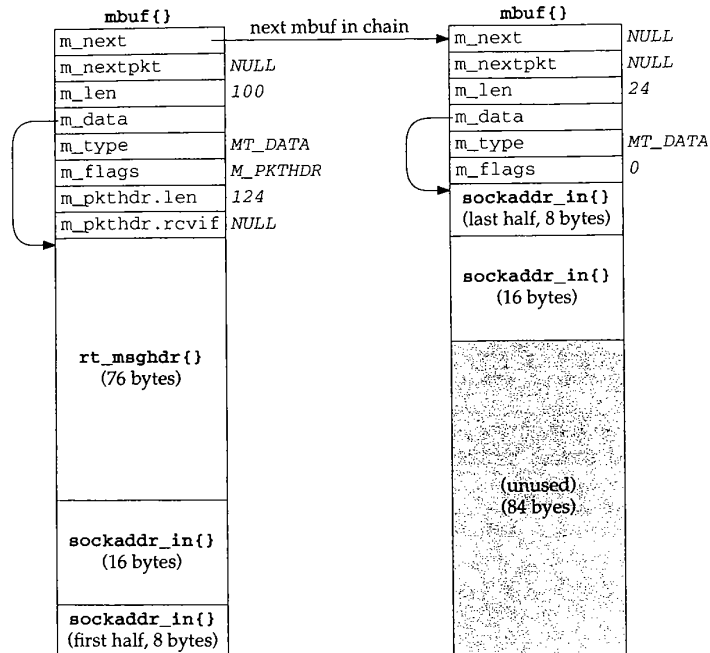 mbuf{}
m_next
m_nextpkt NULL
m_len 100
m_data
m_type MT_DATA
m_flags M_PKTHDR
m_pkthdr.len 124
m_pkthdr.rcvif NULL
rt_msghdr{}
(76 bytes)
sockaddr_in{}
(16 bytes)
sockaddr_in{}
(first half, 8 bytes)
next mbuf in chain
mbuf{}
m_next NULL
m_nextpkt NULL
m_len 24
m_data
m_type MT_DATA
m_flags 0
sockaddr_in{}
(last half, 8 bytes)
sockaddr_in{}
(16 bytes)
(unused)
(84 byes)